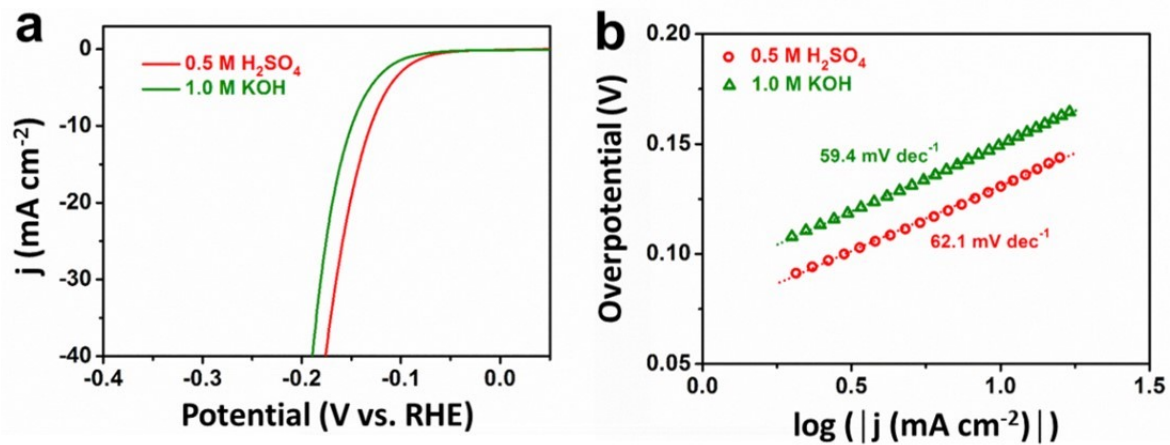 a
0.5 M H₂SO₄
1.0 M KOH
0
-10
-20
-30
-40
j (mA cm⁻²)
-0.4 -0.3 -0.2 -0.1 0.0
Potential (V vs. RHE)
b
0.5 M H₂SO₄
1.0 M KOH
59.4 mV dec⁻¹
62.1 mV dec⁻¹
0.20
0.15
0.10
0.05
Overpotential (V)
0.0 0.5 1.0 1.5
log (|j (mA cm⁻²)|)